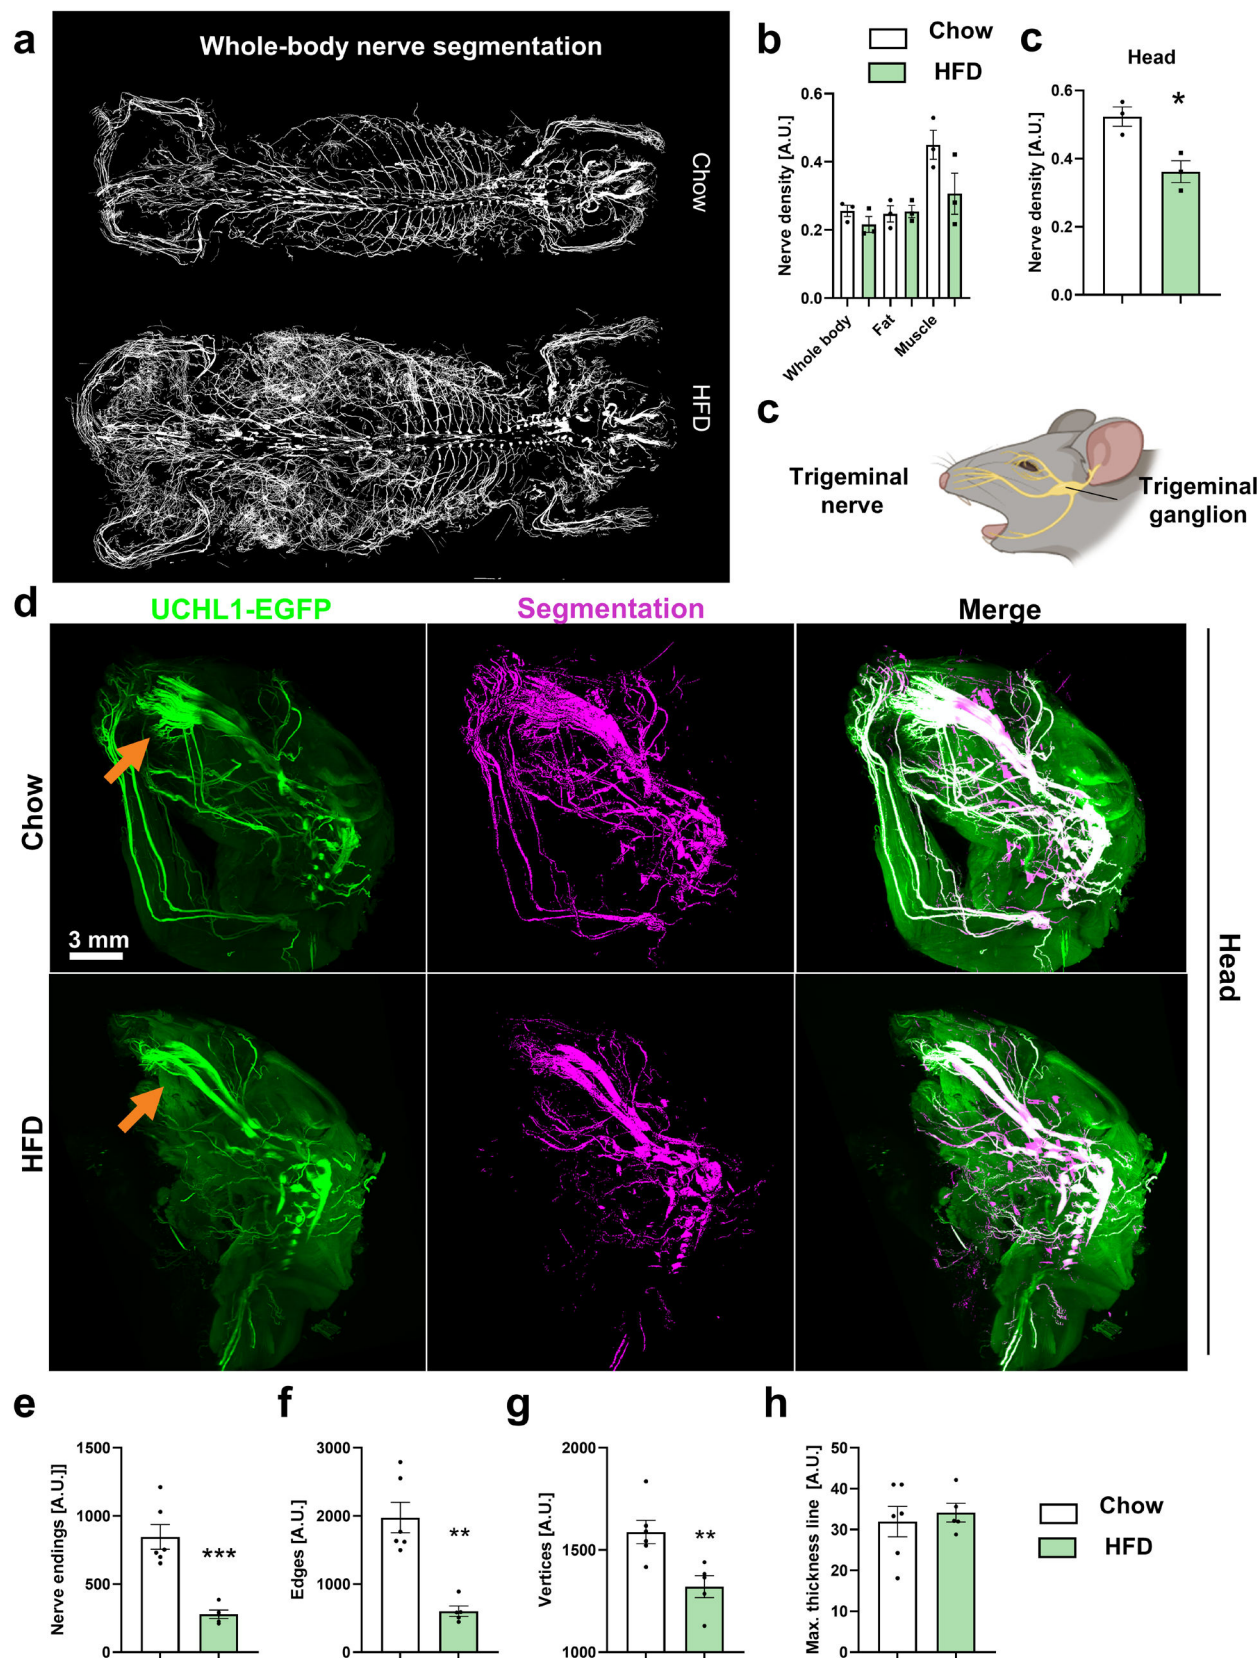 a
Whole-body nerve segmentation
Chow
HFD
b
Chow
HFD
Nerve density [A.U.]
0.6
0.4
0.2
0.0
Whole body
Fat
Muscle
c
Head
Nerve density [A.U.]
0.6
0.4
0.2
0.0
*
c
Trigeminal
nerve
Trigeminal
ganglion
d
UCHL1-EGFP
Segmentation
Merge
Chow
3 mm
HFD
Head
e
Nerve endings [A.U.]]
1500
1000
500
0
***
f
Edges [A.U.]
3000
2000
1000
0
**
g
Vertices [A.U.]
2000
1500
1000
**
h
Max. thickness line [A.U.]
50
40
30
20
10
0
Chow
HFD